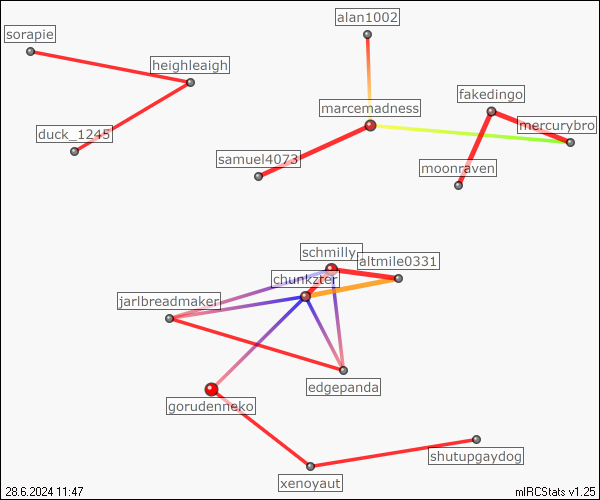 alan1002
sorapie
heighleaigh
fakedingo
marcemadness
mercurybro
duck_1245
samuel4073
moonraven
schmilly_
altmile0331
chunkzter
jarlbreadmaker
edgepanda
gorudenneko
shutupgaydog
xenoyaut
28.6.2024 11:47
mIRCStats v1.25